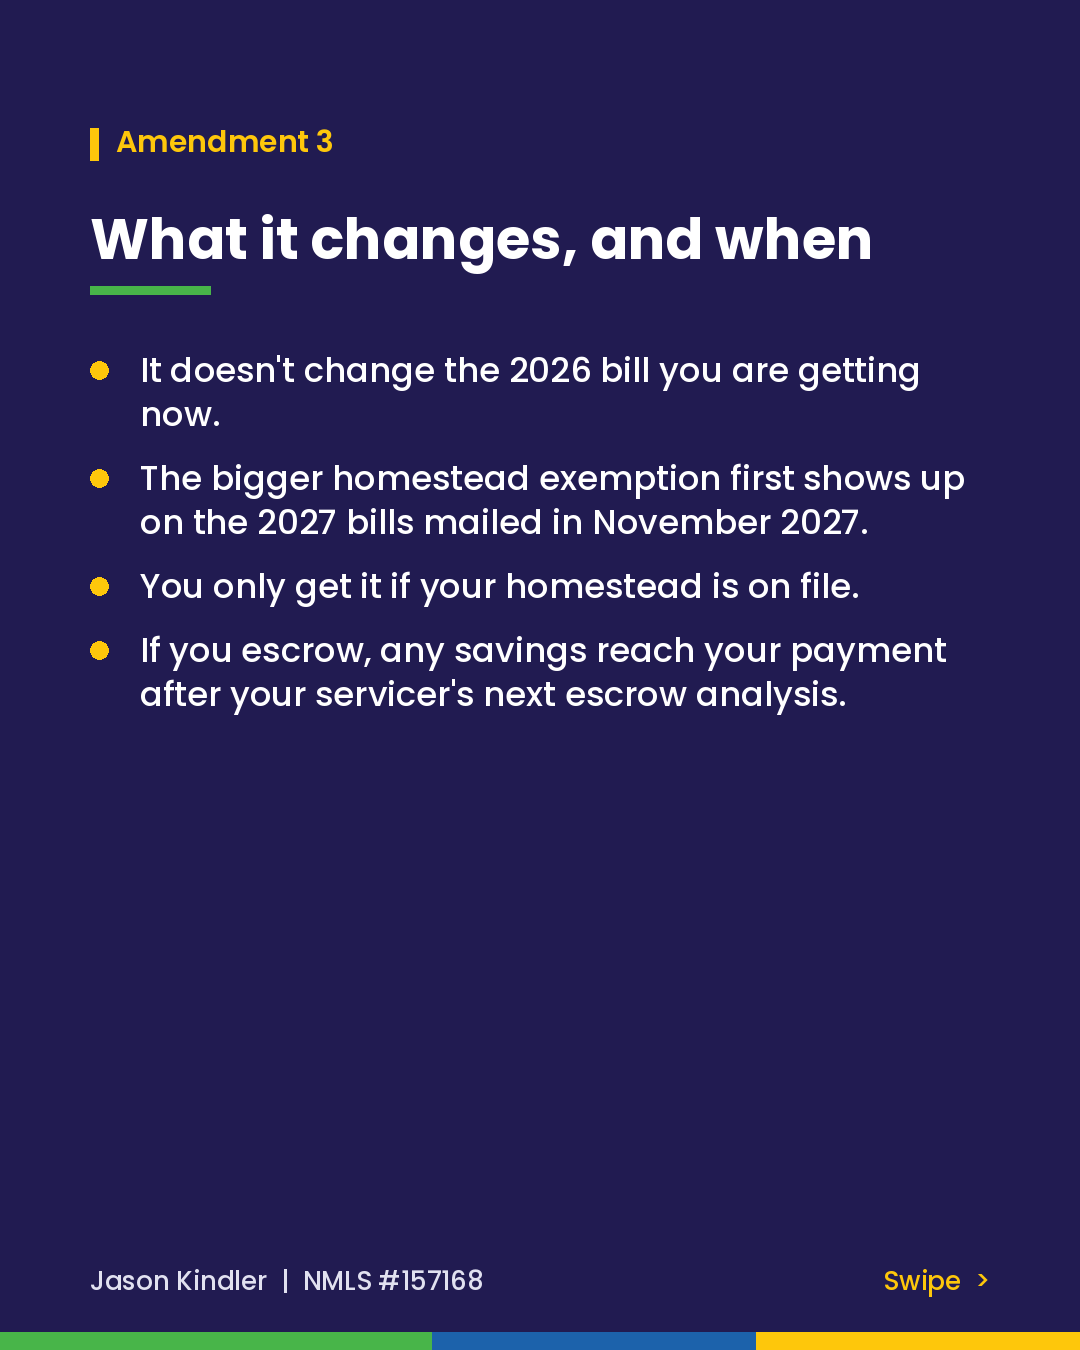 Amendment 3
What it changes, and when
It doesn't change the 2026 bill you are getting
now.
The bigger homestead exemption first shows up
on the 2027 bills mailed in November 2027.
You only get it if your homestead is on file.
If you escrow, any savings reach your payment
after your servicer's next escrow analysis.
Jason Kindler | NMLS #157168
Swipe >